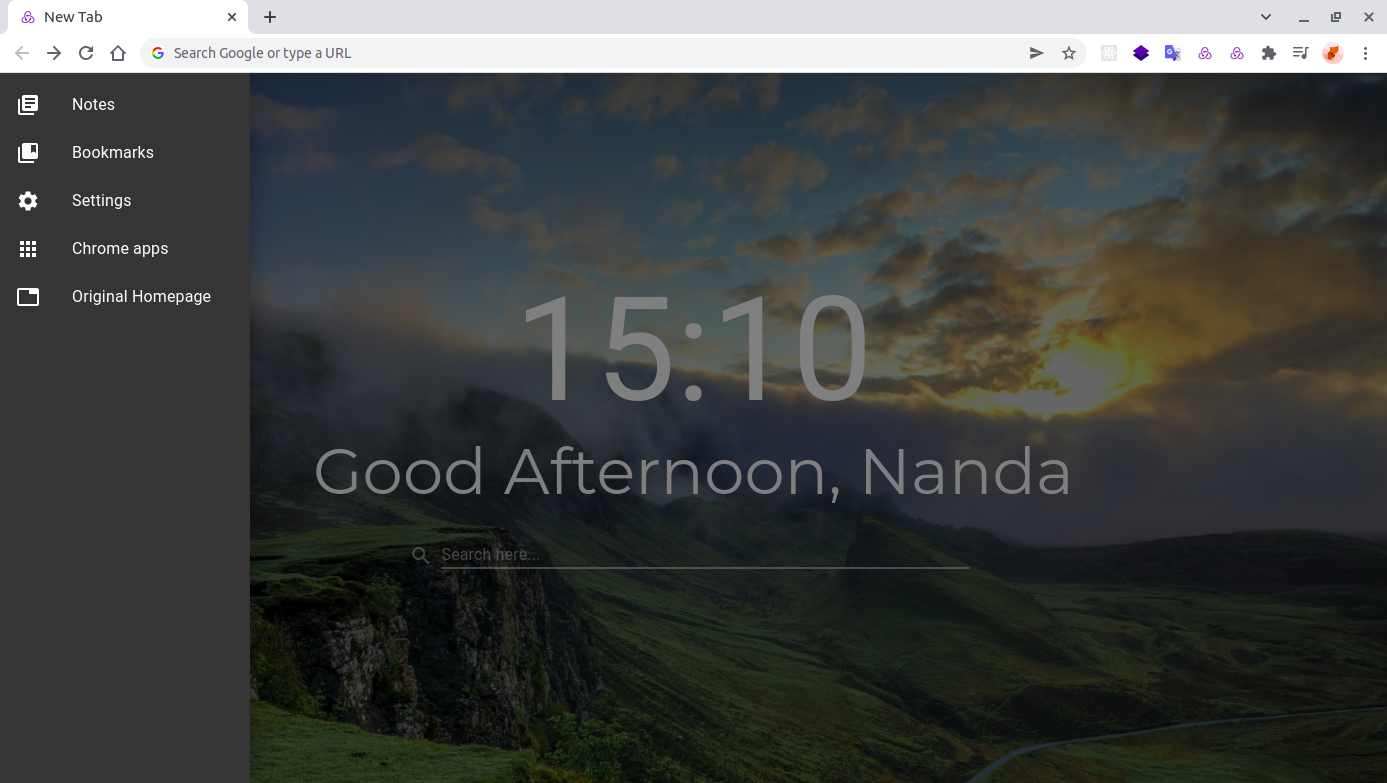 New Tab
Search Google or type a URL
Notes
Bookmarks
Settings
Chrome apps
Original Homepage
15:10
Good Afternoon, Nanda
Search here...